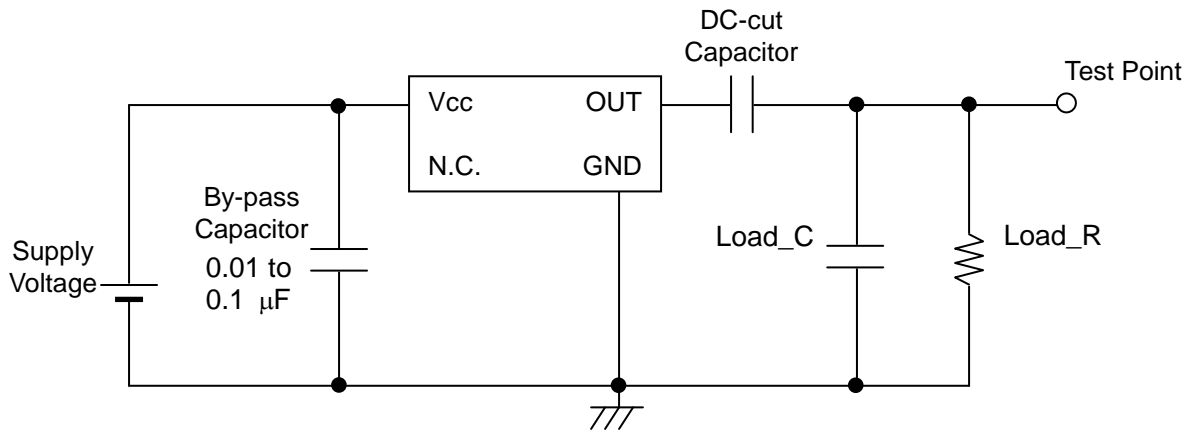 DC-cut
Capacitor
Test Point
Vcc
OUT
N.C.
GND
By-pass
Capacitor
0.01 to
0.1 μF
Supply
Voltage
Load_C
Load_R